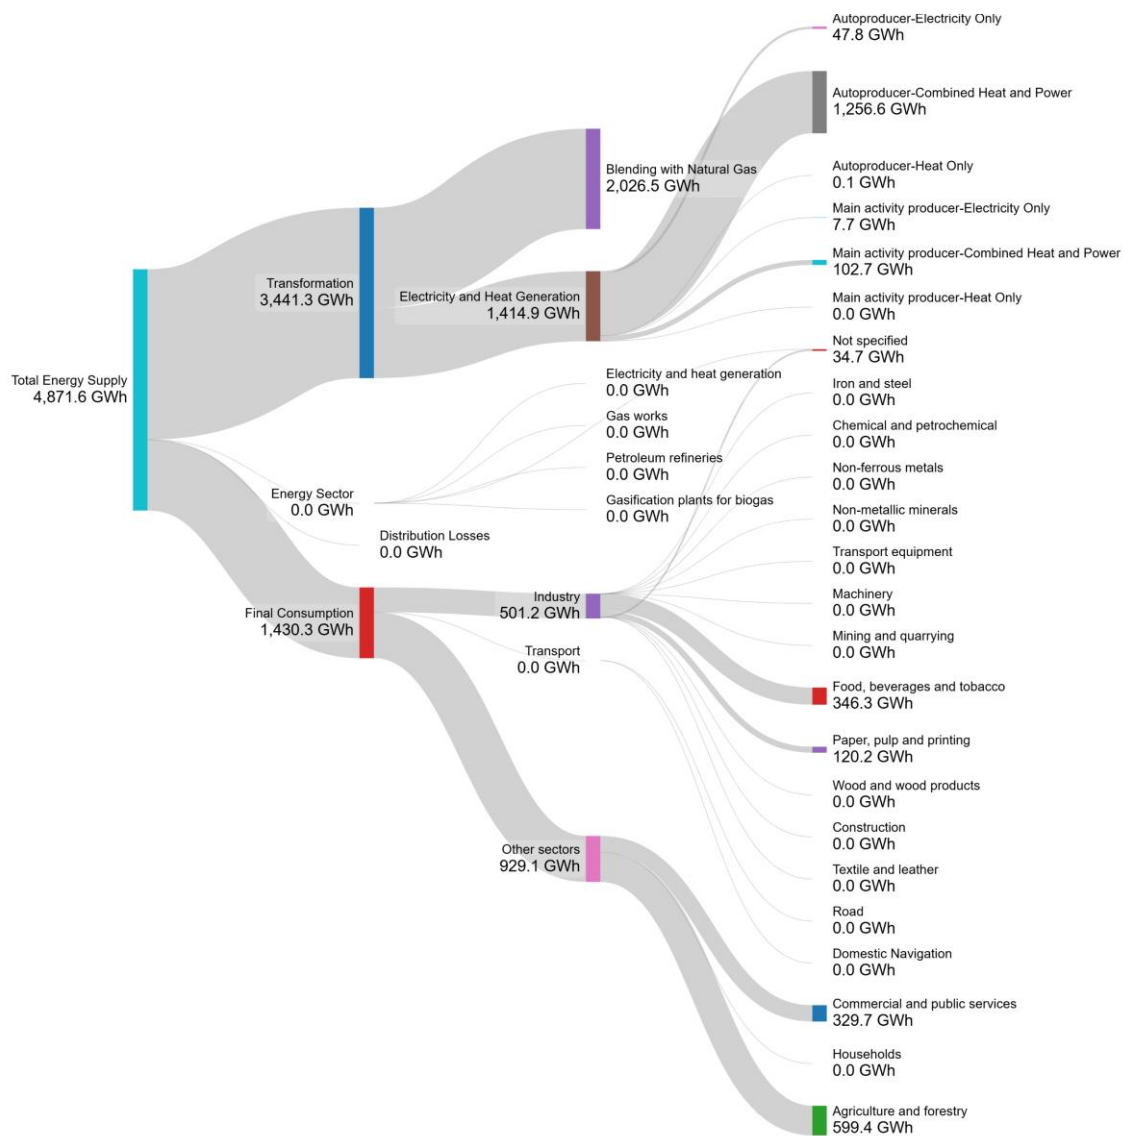 Autoproducer-Electricity Only
47.8 GWh
Autoproducer-Combined Heat and Power
1,256.6 GWh
Blending with Natural Gas
2,026.5 GWh
Autoproducer-Heat Only
0.1 GWh
Main activity producer-Electricity Only
7.7 GWh
Main activity producer-Combined Heat and Power
102.7 GWh
Transformation
3,441.3 GWh
Electricity and Heat Generation
1,414.9 GWh
Main activity producer-Heat Only
0.0 GWh
Not specified
34.7 GWh
Total Energy Supply
4,871.6 GWh
Electricity and heat generation
0.0 GWh
Iron and steel
0.0 GWh
Gas works
0.0 GWh
Chemical and petrochemical
0.0 GWh
Petroleum refineries
0.0 GWh
Non-ferrous metals
0.0 GWh
Energy Sector
0.0 GWh
Gasification plants for biogas
0.0 GWh
Non-metallic minerals
0.0 GWh
Distribution Losses
0.0 GWh
Transport equipment
0.0 GWh
Final Consumption
1,430.3 GWh
Industry
501.2 GWh
Machinery
0.0 GWh
Transport
0.0 GWh
Mining and quarrying
0.0 GWh
Food, beverages and tobacco
346.3 GWh
Paper, pulp and printing
120.2 GWh
Wood and wood products
0.0 GWh
Construction
0.0 GWh
Other sectors
929.1 GWh
Textile and leather
0.0 GWh
Road
0.0 GWh
Domestic Navigation
0.0 GWh
Commercial and public services
329.7 GWh
Households
0.0 GWh
Agriculture and forestry
599.4 GWh